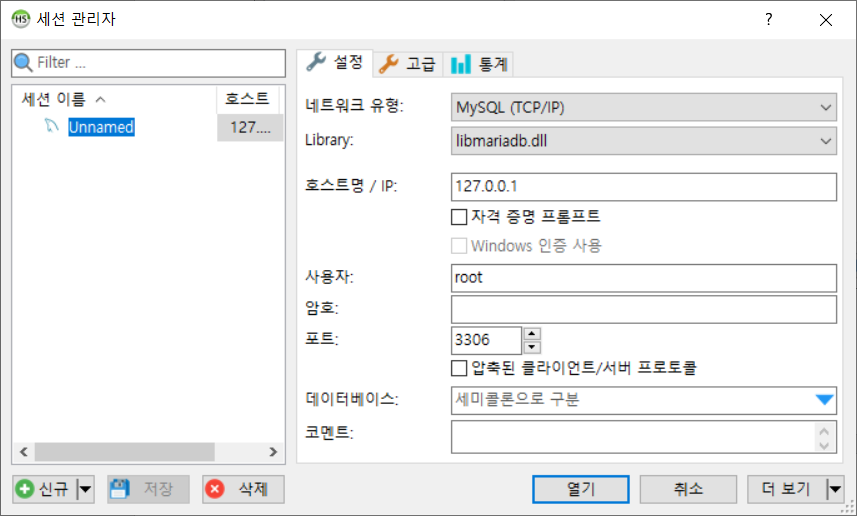 HS 세션 관리자
?
Filter ...
세션 이름 호스트
Unnamed 127....
설정 고급 통계
네트워크 유형: MySQL (TCP/IP)
Library: libmariadb.dll
호스트명 / IP: 127.0.0.1
자격 증명 프롬프트
Windows 인증 사용
사용자: root
암호:
포트: 3306
압축된 클라이언트/서버 프로토콜
데이터베이스: 세미콜론으로 구분
코멘트:
신규 저장 삭제 열기 취소 더 보기